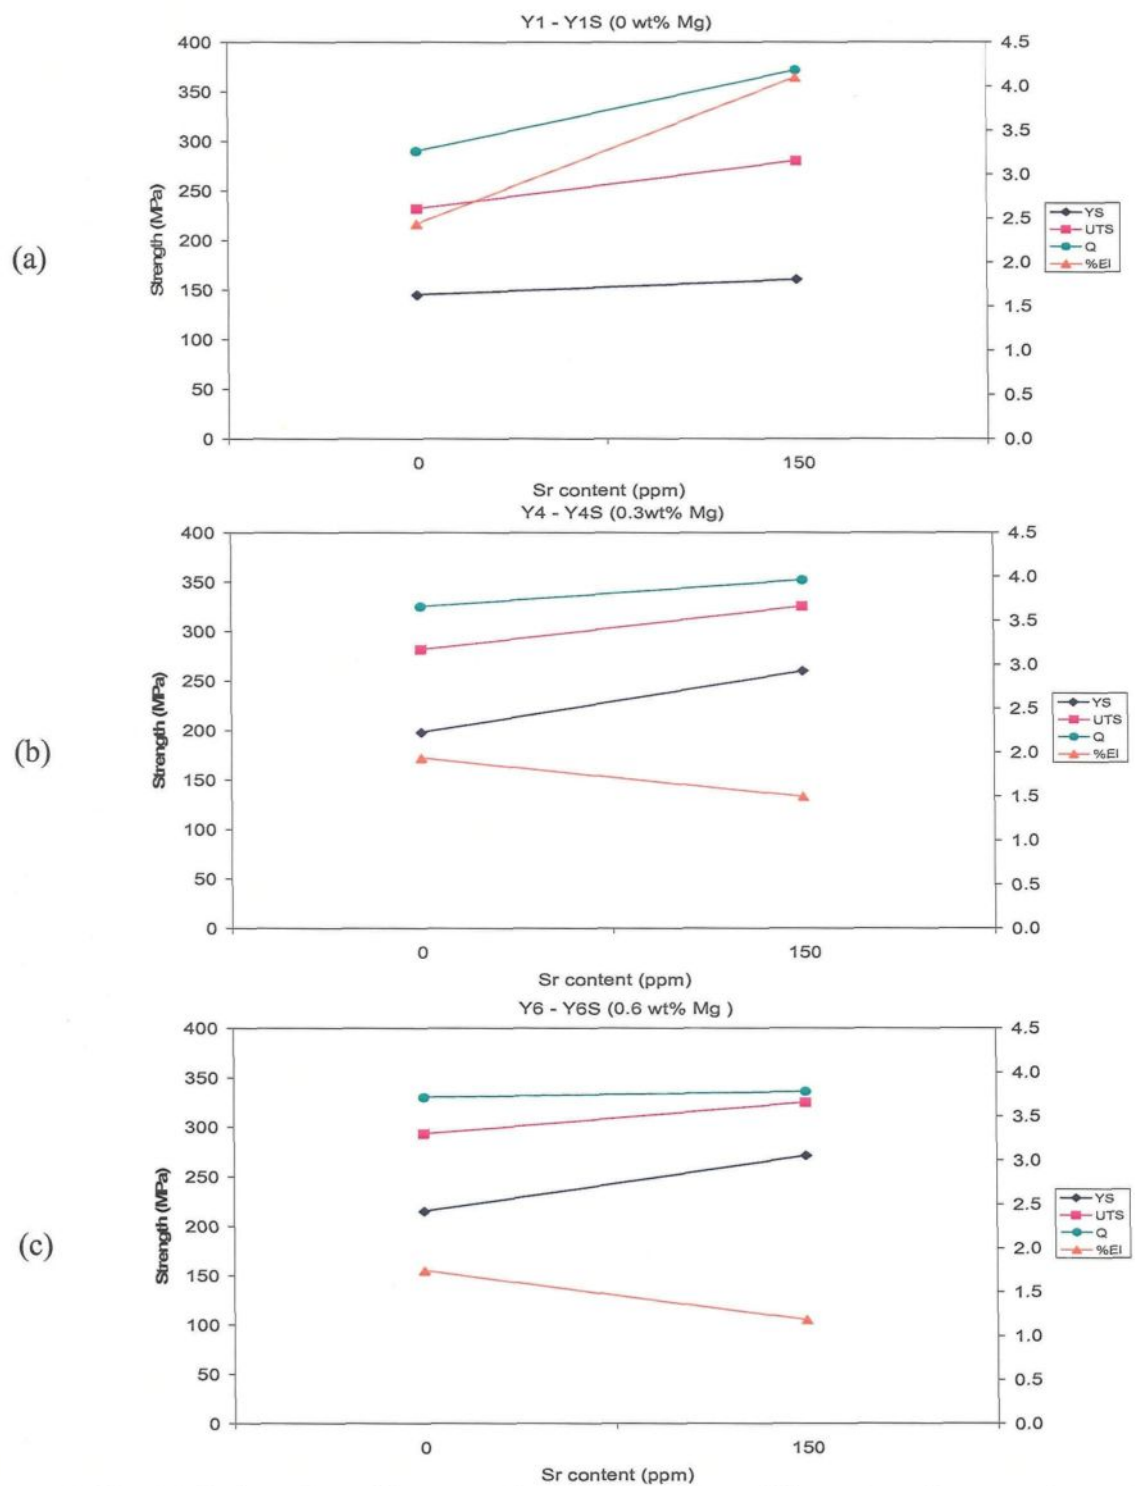 (a)
Y1 - Y1S (0 wt% Mg)
Strength (MPa)
400
350
300
250
200
150
100
50
0
4.5
4.0
3.5
3.0
2.5
2.0
1.5
1.0
0.5
0.0
0 150
Sr content (ppm)
YS
UTS
Q
%El
(b)
Y4 - Y4S (0.3wt% Mg)
Strength (MPa)
400
350
300
250
200
150
100
50
0
4.5
4.0
3.5
3.0
2.5
2.0
1.5
1.0
0.5
0.0
0 150
Sr content (ppm)
YS
UTS
Q
%El
(c)
Y6 - Y6S (0.6 wt% Mg )
Strength (MPa)
400
350
300
250
200
150
100
50
0
4.5
4.0
3.5
3.0
2.5
2.0
1.5
1.0
0.5
0.0
0 150
Sr content (ppm)
YS
UTS
Q
%El